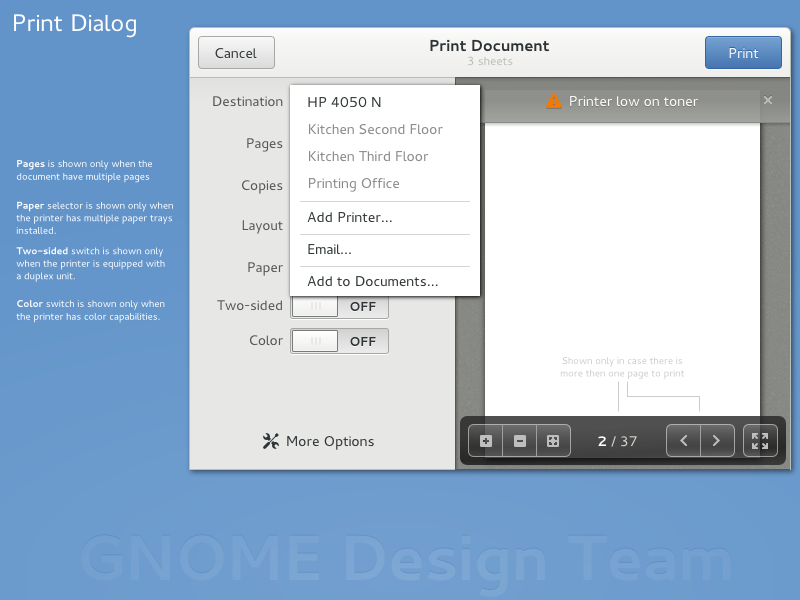 Print Dialog
Cancel
Print Document
3 sheets
Print
Destination
HP 4050 N
Kitchen Second Floor
Kitchen Third Floor
Printing Office
Add Printer...
Email...
Add to Documents...
Pages
Copies
Layout
Paper
Two-sided
OFF
Color
OFF
More Options
Printer low on toner
Shown only in case there is
more then one page to print
2 / 37
Pages is shown only when the
document have multiple pages
Paper selector is shown only when
the printer has multiple paper trays
installed.
Two-sided switch is shown only
when the printer is equipped with
a duplex unit.
Color switch is shown only when
the printer has color capabilities.
GNOME Design Team